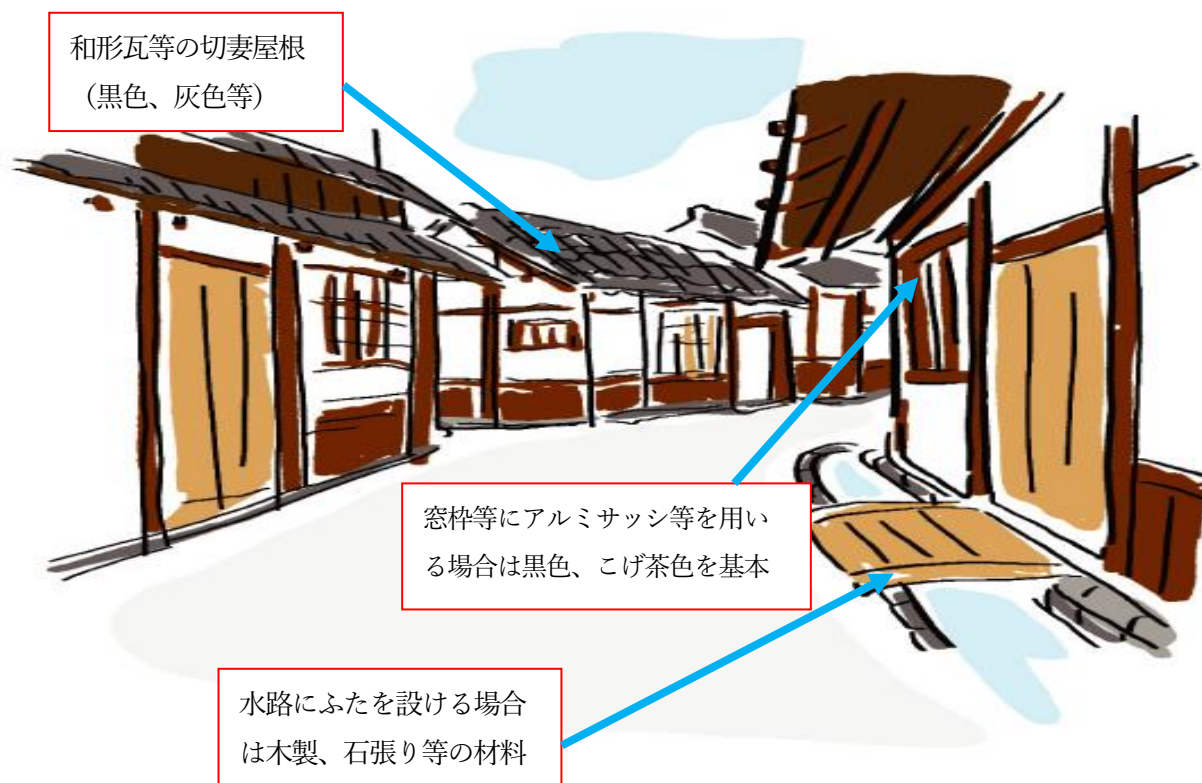 和形瓦等の切妻屋根
（黒色、灰色等）
窓枠等にアルミサッシ等を用い
る場合は黒色、こげ茶色を基本
水路にふたを設ける場合
は木製、石張り等の材料